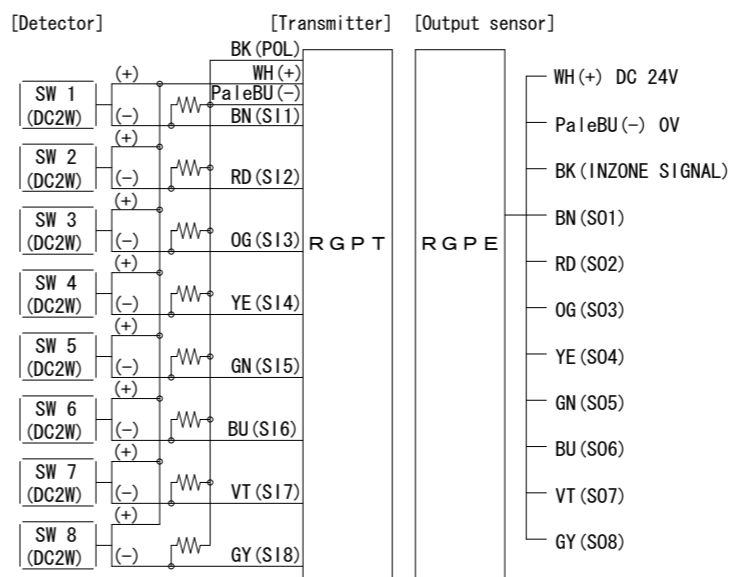 [Detector] [Transmitter] [Output sensor]
BK(POL)
(+) WH(+)
SW 1 PaleBU(−)
(DC2W) (−) BN(SI1)
(+)
SW 2
(DC2W) (−) RD(SI2)
(+)
SW 3
(DC2W) (−) OG(SI3)
(+)
SW 4
(DC2W) (−) YE(SI4)
(+)
SW 5
(DC2W) (−) GN(SI5)
(+)
SW 6
(DC2W) (−) BU(SI6)
(+)
SW 7
(DC2W) (−) VT(SI7)
(+)
SW 8
(DC2W) (−) GY(SI8)
RGPT
RGPE
WH(+) DC 24V
PaleBU(−) 0V
BK(INZONE SIGNAL)
BN(SO1)
RD(SO2)
OG(SO3)
YE(SO4)
GN(SO5)
BU(SO6)
VT(SO7)
GY(SO8)